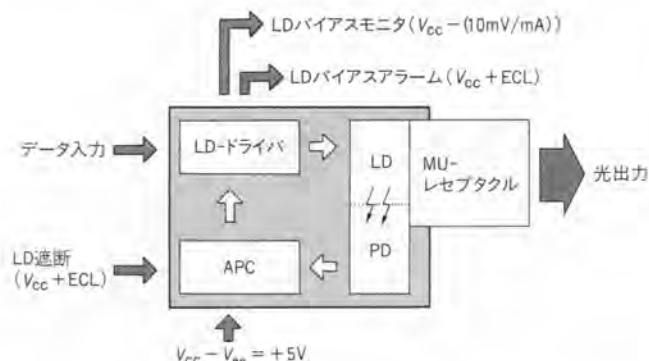 LDバイアスモニタ(Vcc−(10mV/mA))
LDバイアスアラーム(Vcc+ECL)
データ入力
LD-ドライバ
LD
MU-
レセプタクル
光出力
PD
LD遮断
(Vcc+ECL)
APC
Vcc−Vee=+5V